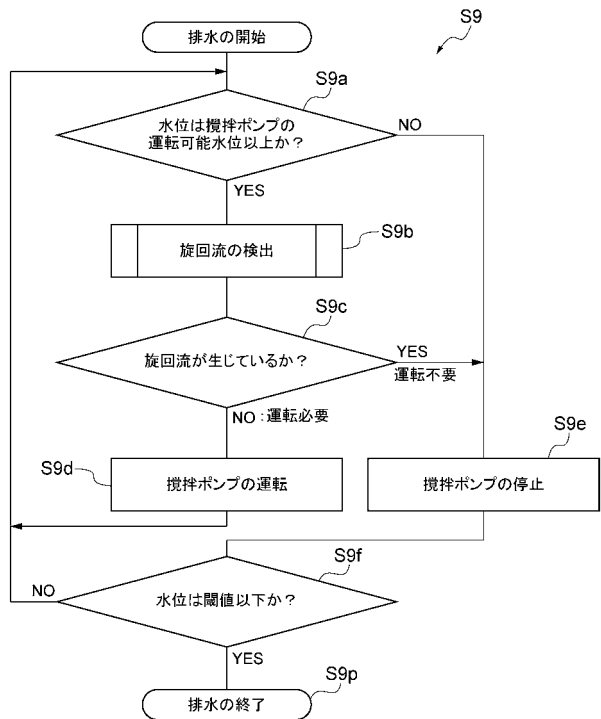 排水の開始
S9
S9a
水位は攪拌ポンプの
運転可能水位以上か？
NO
YES
S9b
旋回流の検出
S9c
旋回流が生じているか？
YES
運転不要
NO：運転必要
S9d
攪拌ポンプの運転
S9e
攪拌ポンプの停止
S9f
NO
水位は閾値以下か？
YES
S9p
排水の終了